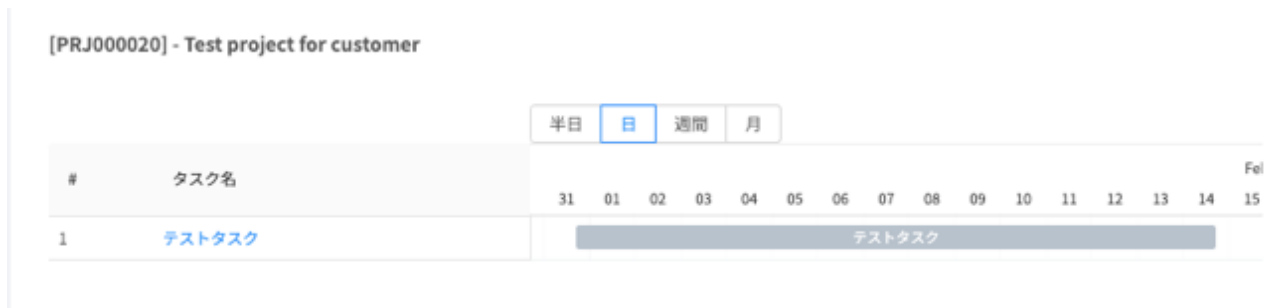 [PRJ000020] - Test project for customer
半日 日 週間 月
# タスク名
31 01 02 03 04 05 06 07 08 09 10 11 12 13 14 15
1 テストタスク テストタスク